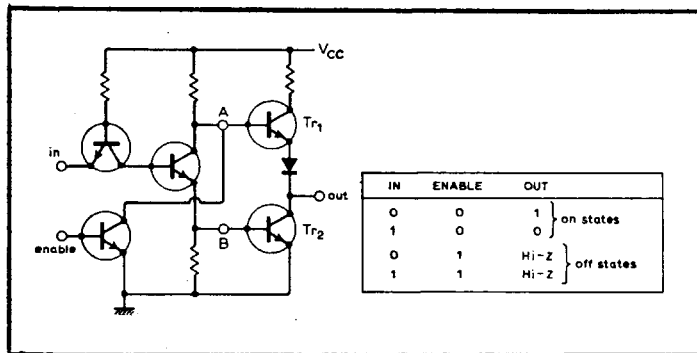 VCC
A
Tr1
in
out
B
Tr2
enable
IN ENABLE OUT
0 0 1
1 0 0
on states
0 1 Hi-Z
1 1 Hi-Z
off states